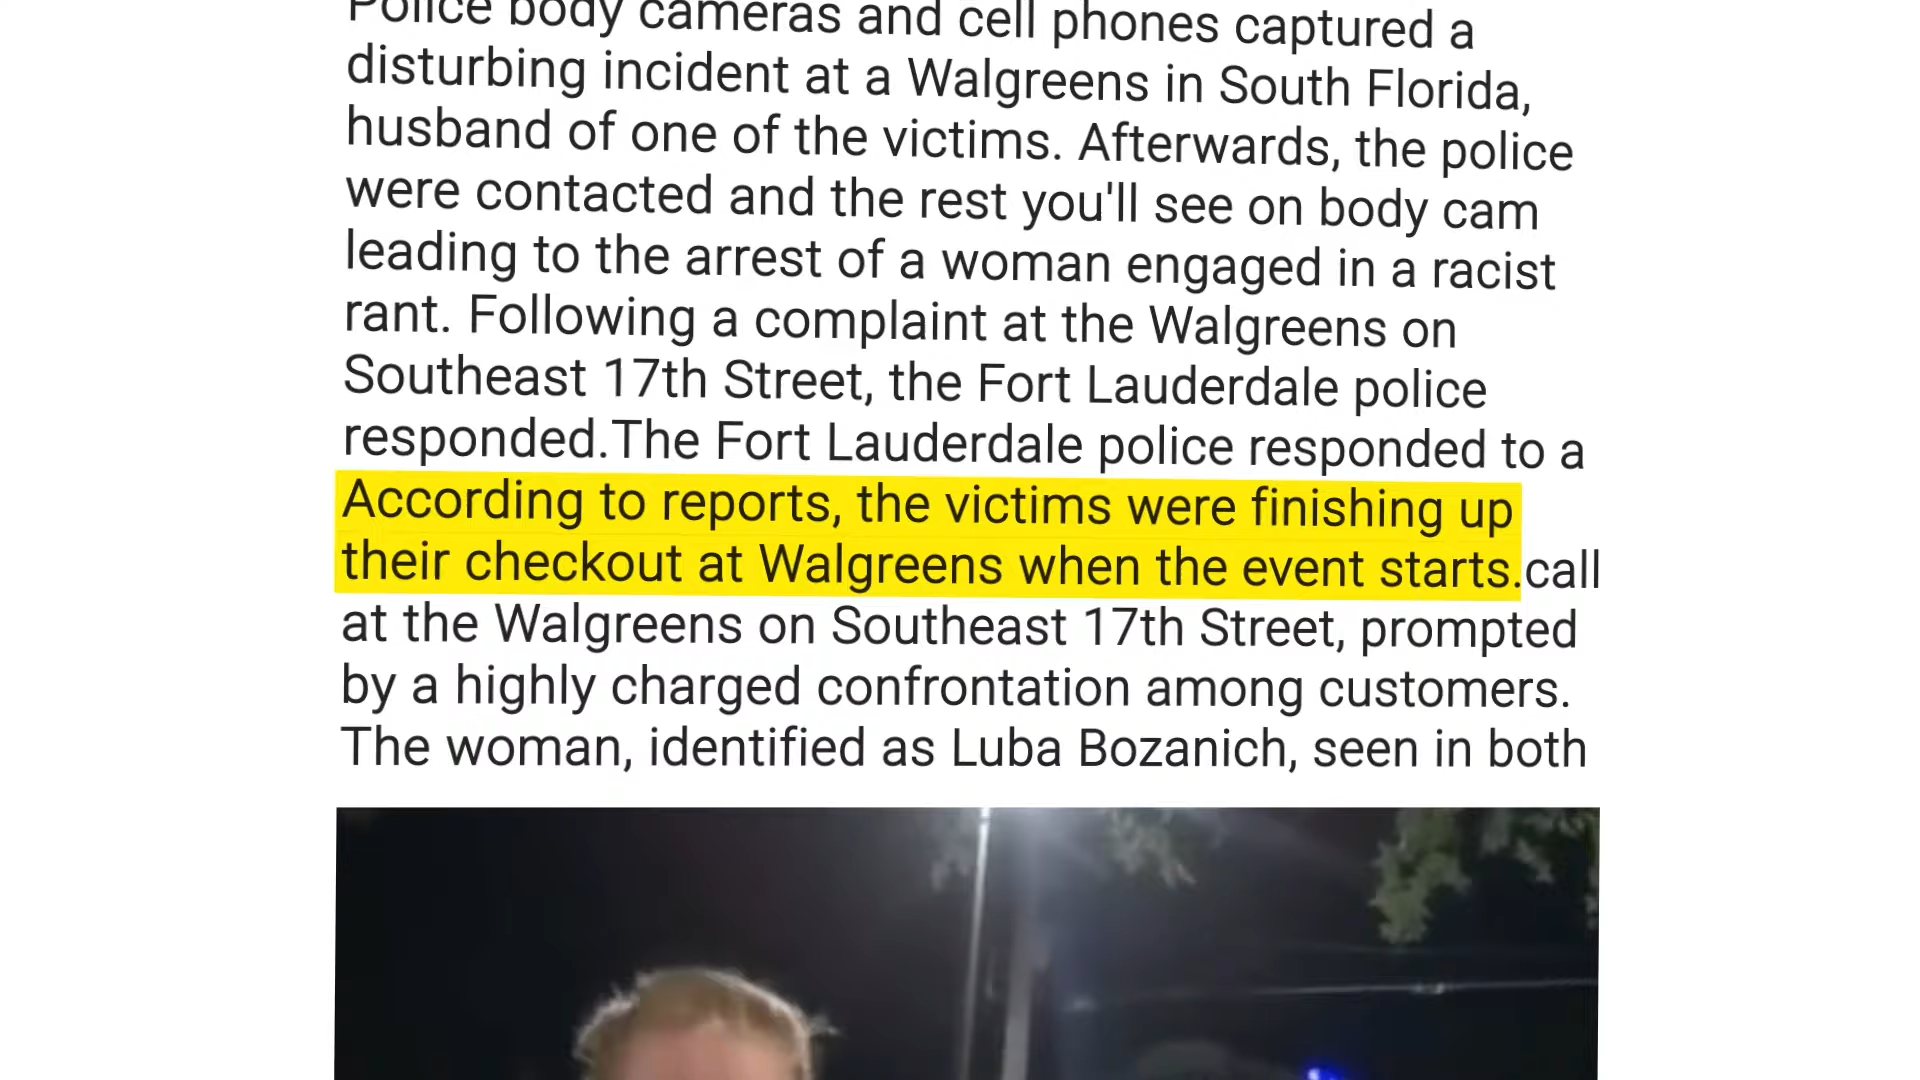 Police body cameras and cell phones captured a
disturbing incident at a Walgreens in South Florida,
husband of one of the victims. Afterwards, the police
were contacted and the rest you'll see on body cam
leading to the arrest of a woman engaged in a racist
rant. Following a complaint at the Walgreens on
Southeast 17th Street, the Fort Lauderdale police
responded.The Fort Lauderdale police responded to a
According to reports, the victims were finishing up
their checkout at Walgreens when the event starts.call
at the Walgreens on Southeast 17th Street, prompted
by a highly charged confrontation among customers.
The woman, identified as Luba Bozanich, seen in both